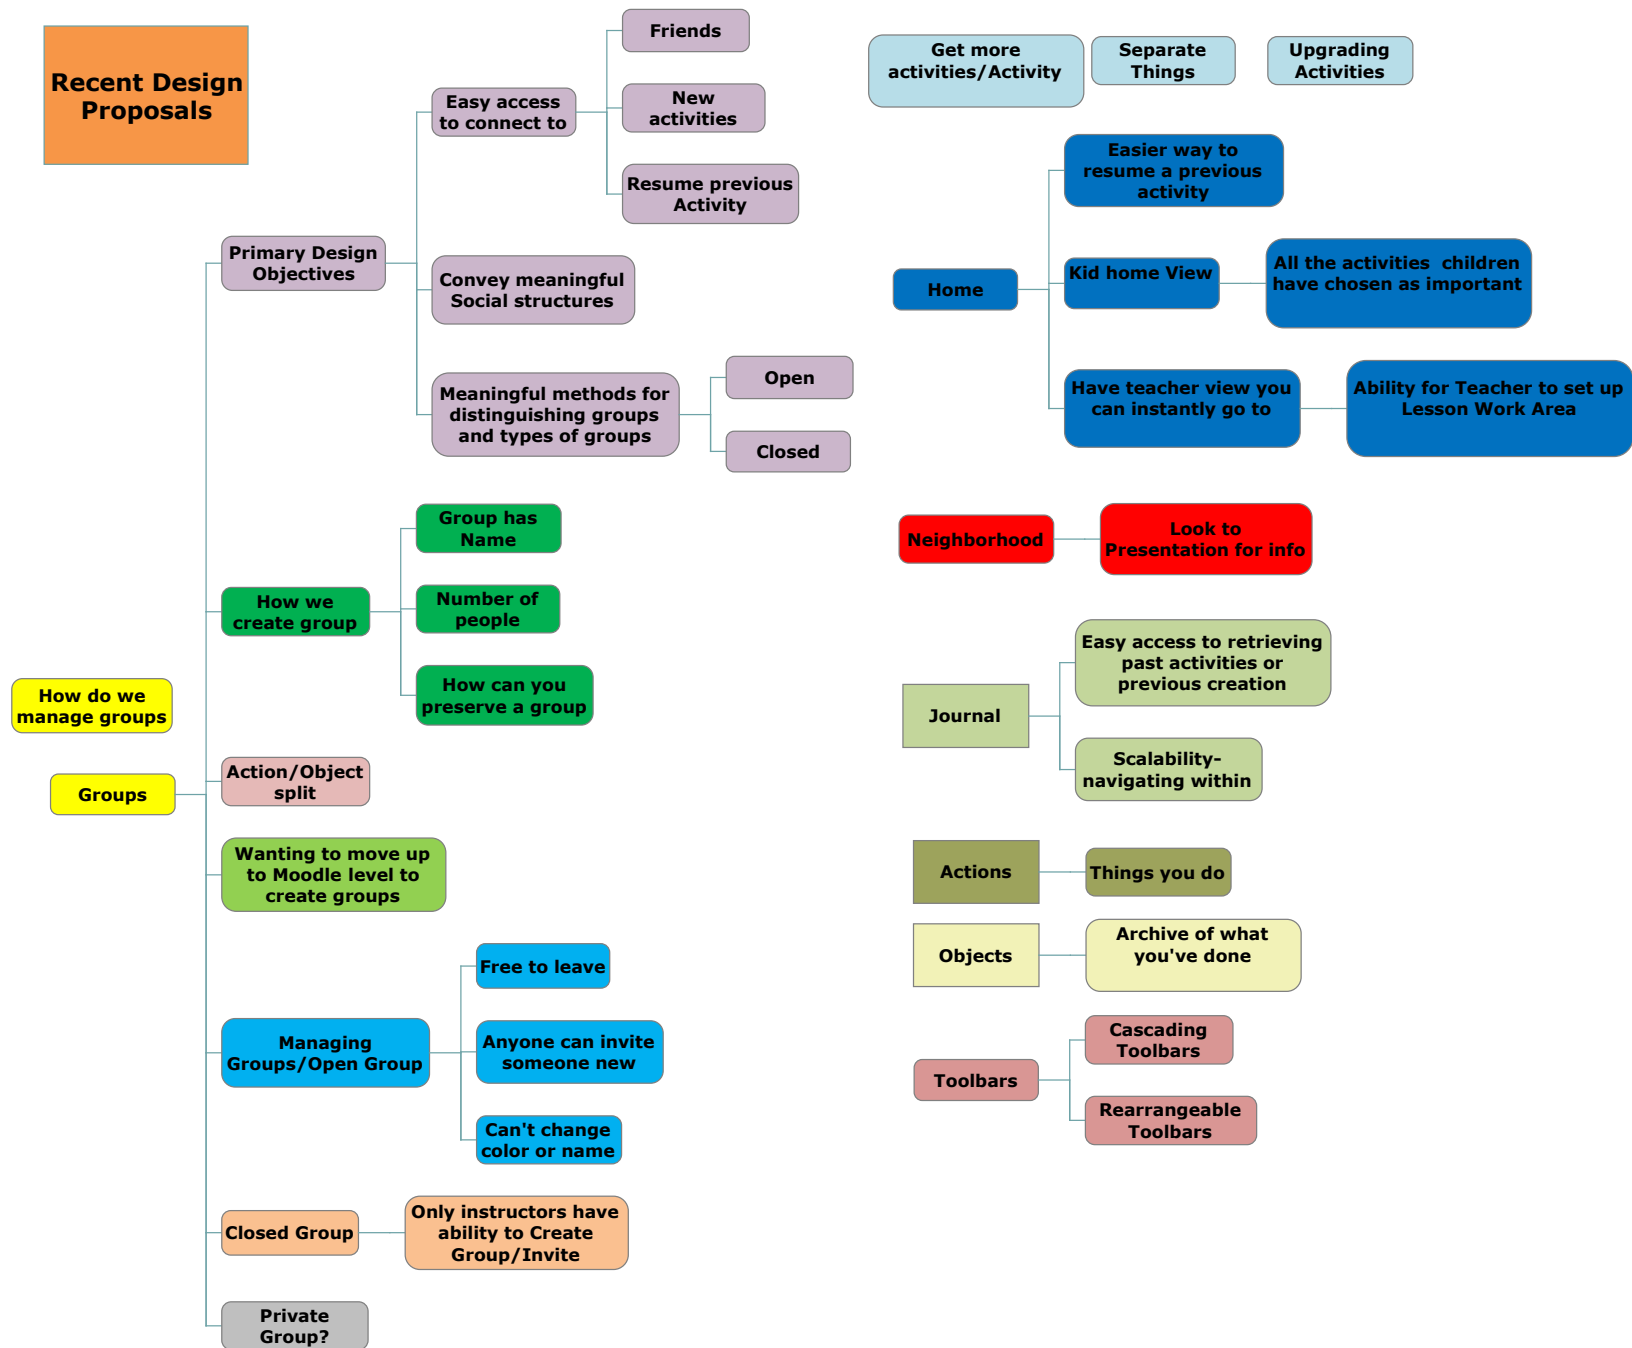 Recent Design
Proposals
Friends
Easy access
to connect to
New
activities
Resume previous
Activity
Primary Design
Objectives
Convey meaningful
Social structures
Meaningful methods for
distinguishing groups
and types of groups
Open
Closed
Group has
Name
How we
create group
Number of
people
How can you
preserve a group
How do we
manage groups
Groups
Action/Object
split
Wanting to move up
to Moodle level to
create groups
Free to leave
Managing
Groups/Open Group
Anyone can invite
someone new
Can't change
color or name
Closed Group
Only instructors have
ability to Create
Group/Invite
Private
Group?
Get more
activities/Activity
Separate
Things
Upgrading
Activities
Easier way to
resume a previous
activity
Home
Kid home View
All the activities  children
have chosen as important
Have teacher view you
can instantly go to
Ability for Teacher to set up
Lesson Work Area
Neighborhood
Look to
Presentation for info
Easy access to retrieving
past activities or
previous creation
Journal
Scalability-
navigating within
Actions
Things you do
Objects
Archive of what
you've done
Cascading
Toolbars
Toolbars
Rearrangeable
Toolbars